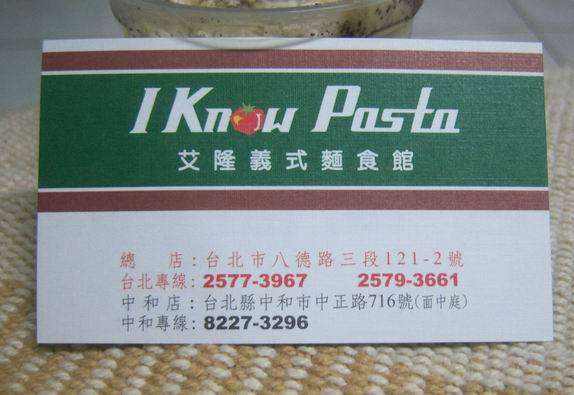 I Know Pasta
艾隆義式麵食館
總　店：台北市八德路三段121-2號
台北專線：2577-3967　2579-3661
中和店：台北縣中和市中正路716號(面中庭)
中和專線：8227-3296